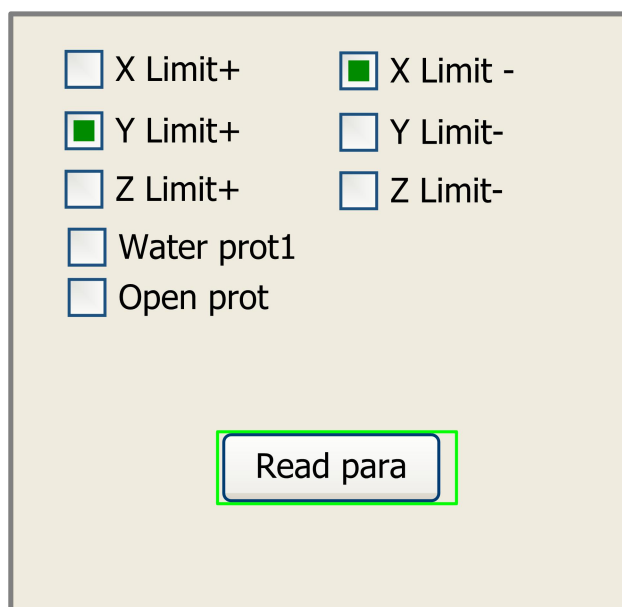 X Limit+ X Limit -
Y Limit+ Y Limit-
Z Limit+ Z Limit-
Water prot1
Open prot
Read para